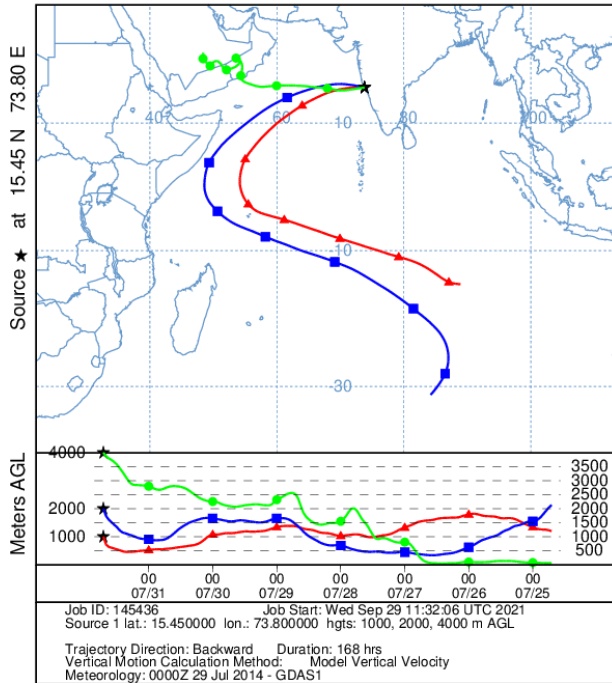 Source ★ at 15.45 N 73.80 E
40 60 80 100
10
10
30
Meters AGL
4000
2000
1000
3500
3000
2500
2000
1500
1000
500
00 00 00 00 00 00 00
07/31 07/30 07/29 07/28 07/27 07/26 07/25
Job ID: 145436 Job Start: Wed Sep 29 11:32:06 UTC 2021
Source 1 lat.: 15.450000 lon.: 73.800000 hgts: 1000, 2000, 4000 m AGL
Trajectory Direction: Backward Duration: 168 hrs
Vertical Motion Calculation Method: Model Vertical Velocity
Meteorology: 0000Z 29 Jul 2014 - GDAS1